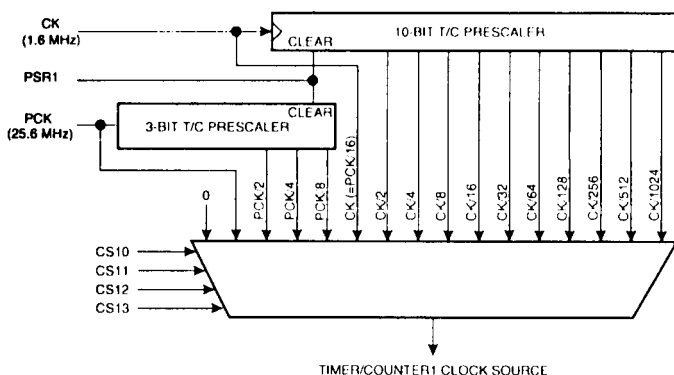 CK
(1.6 MHz)
10-BIT T/C PRESCALER
CLEAR
PSR1
PCK
(25.6 MHz)
CLEAR
3-BIT T/C PRESCALER
0
PCK/2
PCK/4
PCK/8
CK (=PCK/16)
CK/2
CK/4
CK/8
CK/16
CK/32
CK/64
CK/128
CK/256
CK/512
CK/1024
CS10
CS11
CS12
CS13
TIMER/COUNTER1 CLOCK SOURCE